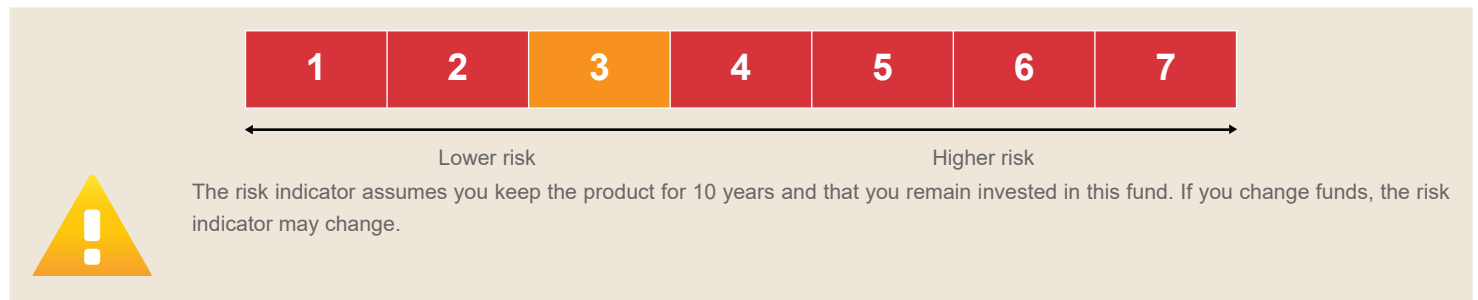 1 2 3 4 5 6 7
Lower risk Higher risk
The risk indicator assumes you keep the product for 10 years and that you remain invested in this fund. If you change funds, the risk
indicator may change.